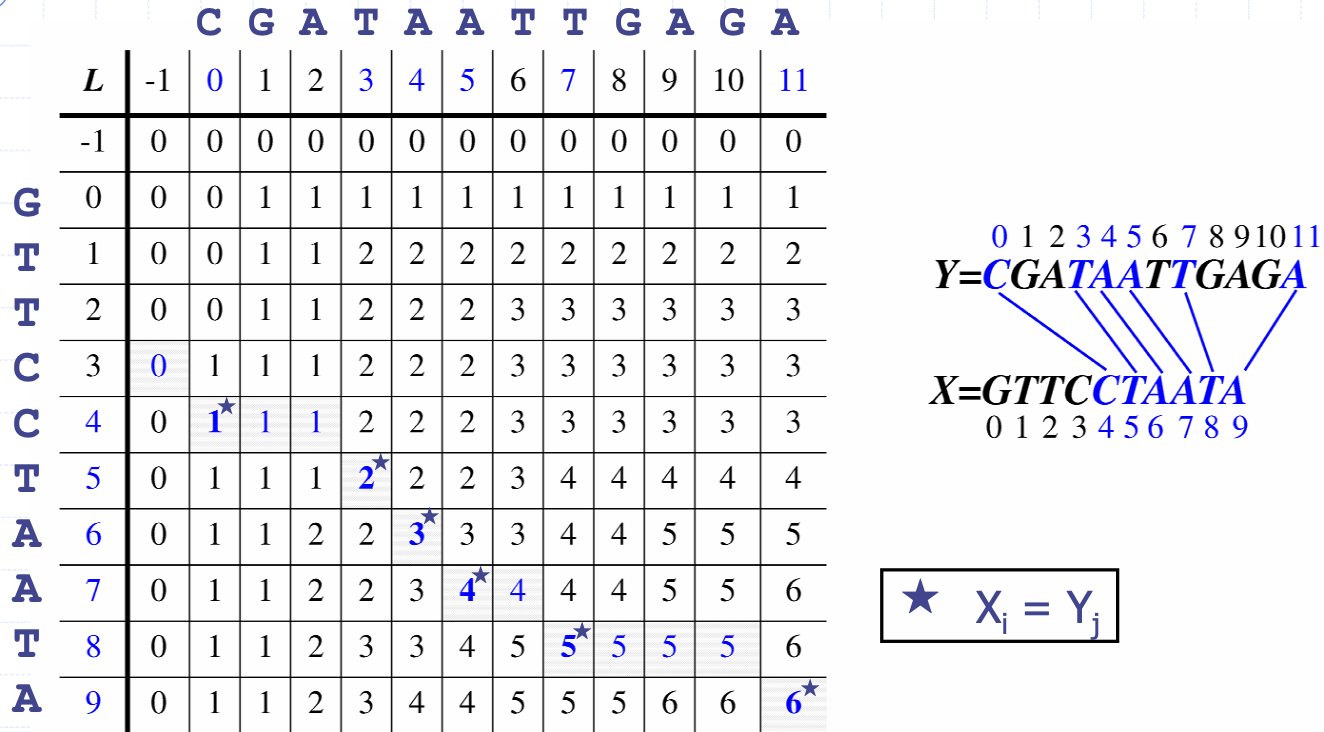 C G A T A A T T G A G A
L -1 0 1 2 3 4 5 6 7 8 9 10 11
-1 0 0 0 0 0 0 0 0 0 0 0 0 0
G 0 0 0 1 1 1 1 1 1 1 1 1 1 1
T 1 0 0 1 1 2 2 2 2 2 2 2 2 2
T 2 0 0 1 1 2 2 2 3 3 3 3 3 3
C 3 0 1 1 1 2 2 2 3 3 3 3 3 3
C 4 0 1★ 1 1 2 2 2 3 3 3 3 3 3
T 5 0 1 1 1 2★ 2 2 3 4 4 4 4 4
A 6 0 1 1 2 2 3★ 3 3 4 4 5 5 5
A 7 0 1 1 2 2 3 4★ 4 4 4 5 5 6
T 8 0 1 1 2 3 3 4 5 5★ 5 5 5 6
A 9 0 1 1 2 3 4 4 5 5 5 6 6 6★
0 1 2 3 4 5 6 7 8 9 10 11
Y=CGATAATTGAGA
X=GTTCCTAATA
0 1 2 3 4 5 6 7 8 9
★ Xi = Yj